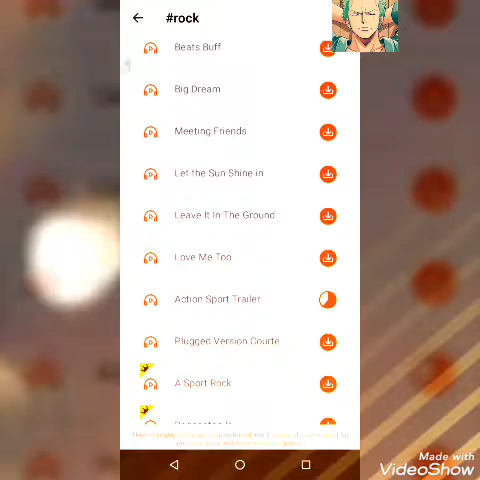 #rock
Beats Buff
Big Dream
Meeting Friends
Let the Sun Shine in
Leave It In The Ground
Love Me Too
Action Sport Trailer
Plugged Version Courte
A Sport Rock
Made with
VideoShow